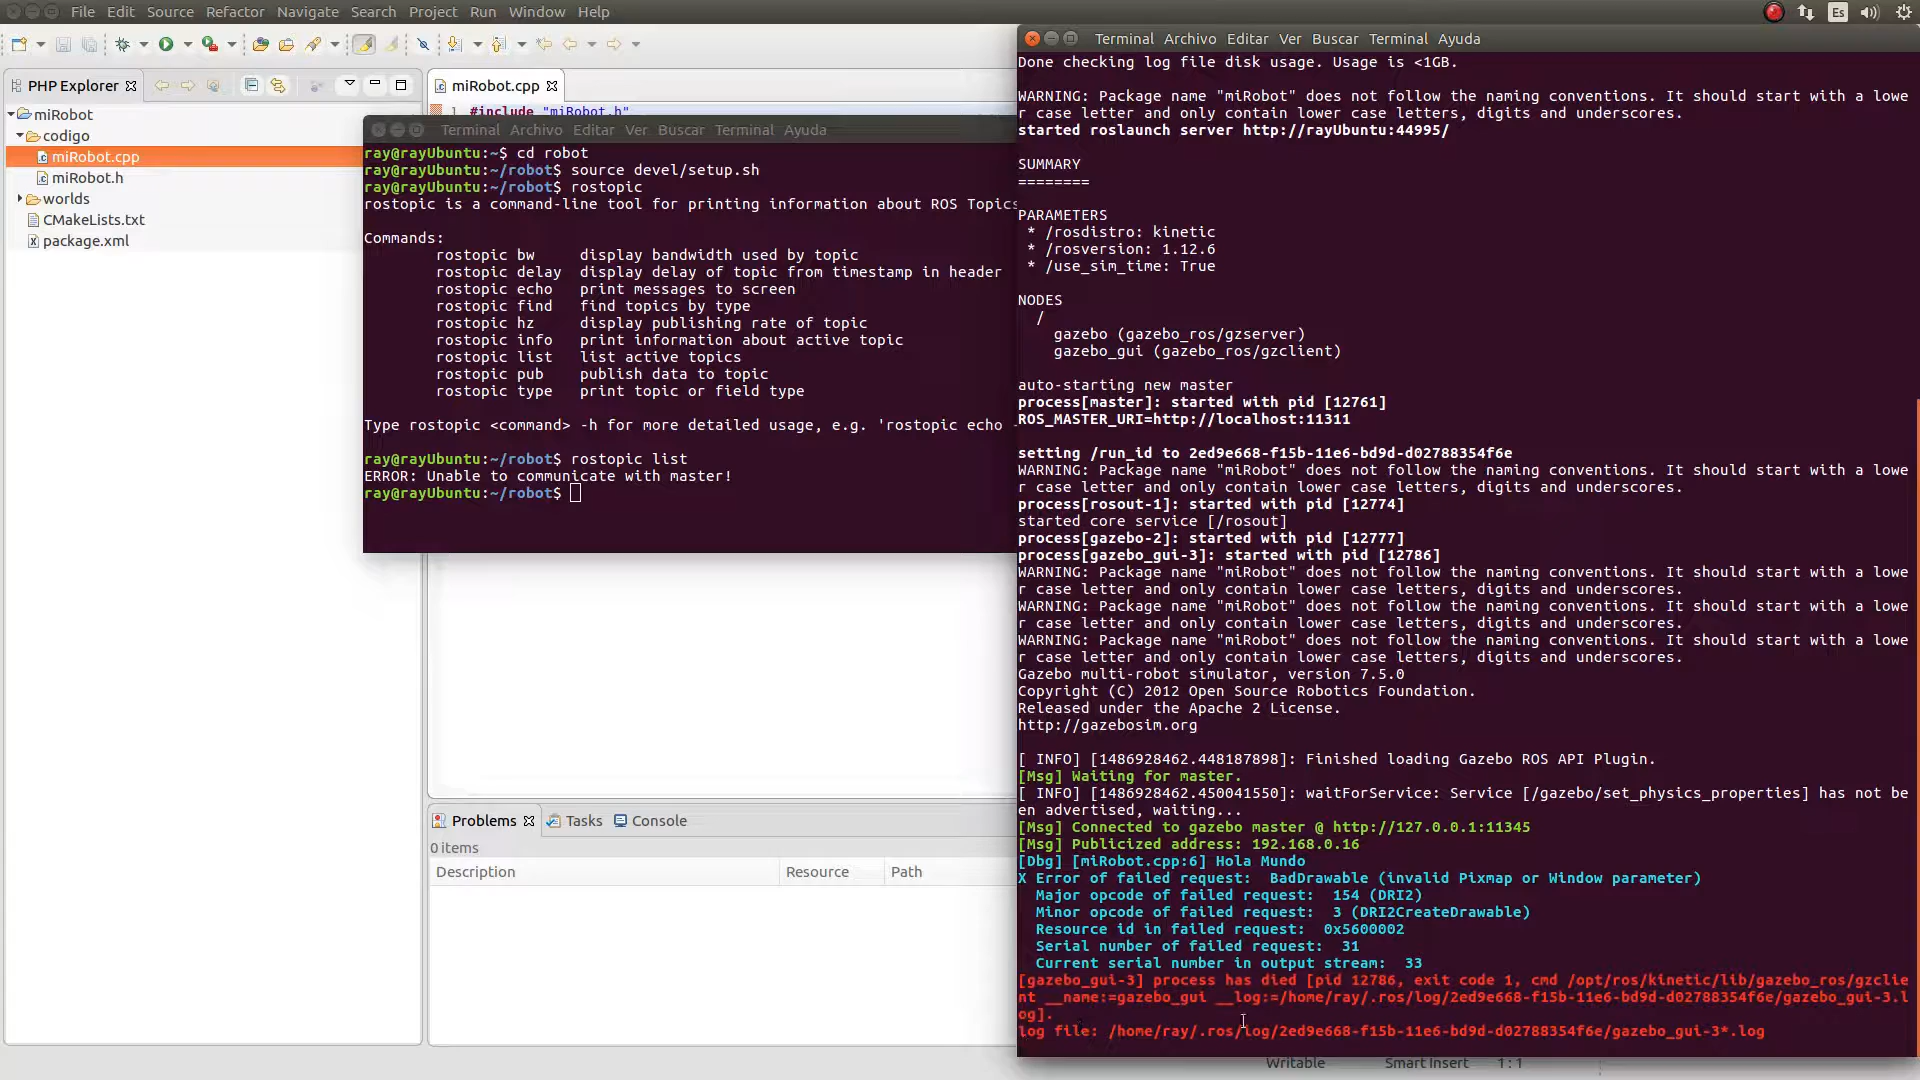 File Edit Source Refactor Navigate Search Project Run Window Help
Es
PHP Explorer
miRobot
codigo
miRobot.cpp
miRobot.h
worlds
CMakeLists.txt
package.xml
miRobot.cpp
1 #include "miRobot.h"
Terminal Archivo Editar Ver Buscar Terminal Ayuda
ray@rayUbuntu:~$ cd robot
ray@rayUbuntu:~/robot$ source devel/setup.sh
ray@rayUbuntu:~/robot$ rostopic
rostopic is a command-line tool for printing information about ROS Topics
Commands:
rostopic bw display bandwidth used by topic
rostopic delay display delay of topic from timestamp in header
rostopic echo print messages to screen
rostopic find find topics by type
rostopic hz display publishing rate of topic
rostopic info print information about active topic
rostopic list list active topics
rostopic pub publish data to topic
rostopic type print topic or field type
Type rostopic <command> -h for more detailed usage, e.g. 'rostopic echo -
ray@rayUbuntu:~/robot$ rostopic list
ERROR: Unable to communicate with master!
ray@rayUbuntu:~/robot$
Problems Tasks Console
0 items
Description Resource Path
Terminal Archivo Editar Ver Buscar Terminal Ayuda
Done checking log file disk usage. Usage is <1GB.
WARNING: Package name "miRobot" does not follow the naming conventions. It should start with a lowe
r case letter and only contain lower case letters, digits and underscores.
started roslaunch server http://rayUbuntu:44995/
SUMMARY
========
PARAMETERS
* /rosdistro: kinetic
* /rosversion: 1.12.6
* /use_sim_time: True
NODES
/
gazebo (gazebo_ros/gzserver)
gazebo_gui (gazebo_ros/gzclient)
auto-starting new master
process[master]: started with pid [12761]
ROS_MASTER_URI=http://localhost:11311
setting /run_id to 2ed9e668-f15b-11e6-bd9d-d02788354f6e
WARNING: Package name "miRobot" does not follow the naming conventions. It should start with a lowe
r case letter and only contain lower case letters, digits and underscores.
process[rosout-1]: started with pid [12774]
started core service [/rosout]
process[gazebo-2]: started with pid [12777]
process[gazebo_gui-3]: started with pid [12786]
WARNING: Package name "miRobot" does not follow the naming conventions. It should start with a lowe
r case letter and only contain lower case letters, digits and underscores.
WARNING: Package name "miRobot" does not follow the naming conventions. It should start with a lowe
r case letter and only contain lower case letters, digits and underscores.
WARNING: Package name "miRobot" does not follow the naming conventions. It should start with a lowe
r case letter and only contain lower case letters, digits and underscores.
Gazebo multi-robot simulator, version 7.5.0
Copyright (C) 2012 Open Source Robotics Foundation.
Released under the Apache 2 License.
http://gazebosim.org
[ INFO] [1486928462.448187898]: Finished loading Gazebo ROS API Plugin.
[Msg] Waiting for master.
[ INFO] [1486928462.450041550]: waitForService: Service [/gazebo/set_physics_properties] has not be
en advertised, waiting...
[Msg] Connected to gazebo master @ http://127.0.0.1:11345
[Msg] Publicized address: 192.168.0.16
[Dbg] [miRobot.cpp:6] Hola Mundo
X Error of failed request: BadDrawable (invalid Pixmap or Window parameter)
Major opcode of failed request: 154 (DRI2)
Minor opcode of failed request: 3 (DRI2CreateDrawable)
Resource id in failed request: 0x5600002
Serial number of failed request: 31
Current serial number in output stream: 33
[gazebo_gui-3] process has died [pid 12786, exit code 1, cmd /opt/ros/kinetic/lib/gazebo_ros/gzclie
nt __name:=gazebo_gui __log:=/home/ray/.ros/log/2ed9e668-f15b-11e6-bd9d-d02788354f6e/gazebo_gui-3.l
og].
log file: /home/ray/.ros/log/2ed9e668-f15b-11e6-bd9d-d02788354f6e/gazebo_gui-3*.log
Writable Smart Insert 1 : 1